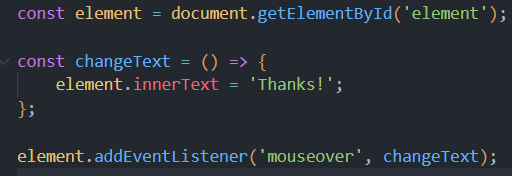 const element = document.getElementById('element');
const changeText = () => {
element.innerText = 'Thanks!';
};
element.addEventListener('mouseover', changeText);